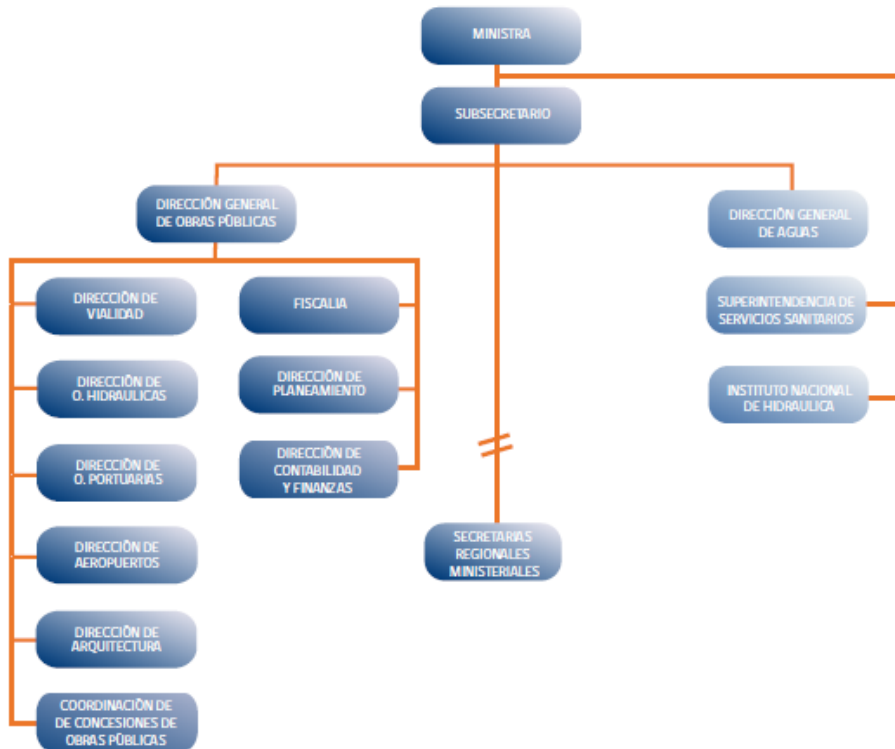 MINISTRA
SUBSECRETARIO
DIRECCIÓN GENERAL
DE OBRAS PÚBLICAS
DIRECCIÓN GENERAL
DE AGUAS
DIRECCIÓN DE
VIALIDAD
FISCALIA
SUPERINTENDENCIA DE
SERVICIOS SANITARIOS
DIRECCIÓN DE
O. HIDRAULICAS
DIRECCIÓN DE
PLANEAMIENTO
INSTITUTO NACIONAL
DE HIDRAULICA
DIRECCIÓN DE
O. PORTUARIAS
DIRECCIÓN DE
CONTABILIDAD
Y FINANZAS
DIRECCIÓN DE
AEROPUERTOS
SECRETARIAS
REGIONALES
MINISTERIALES
DIRECCIÓN DE
ARQUITECTURA
COORDINACIÓN DE
DE CONCESIONES DE
OBRAS PÚBLICAS